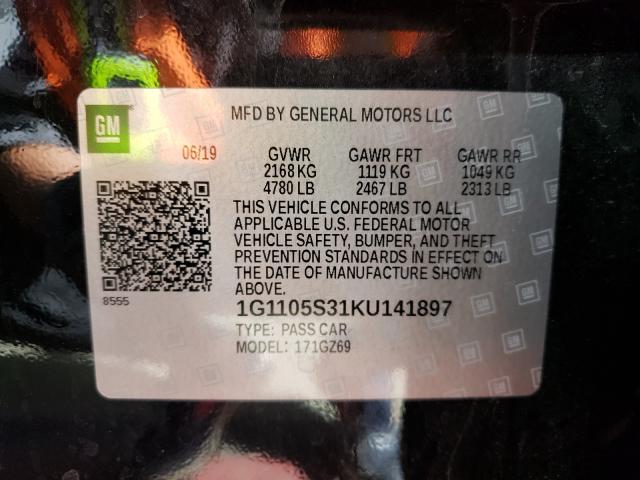 MFD BY GENERAL MOTORS LLC
GM
06/19
GVWR GAWR FRT GAWR RR
2168 KG 1119 KG 1049 KG
4780 LB 2467 LB 2313 LB
THIS VEHICLE CONFORMS TO ALL
APPLICABLE U.S. FEDERAL MOTOR
VEHICLE SAFETY, BUMPER, AND THEFT
PREVENTION STANDARDS IN EFFECT ON
THE DATE OF MANUFACTURE SHOWN
ABOVE.
8555
1G1105S31KU141897
TYPE: PASS CAR
MODEL: 171GZ69